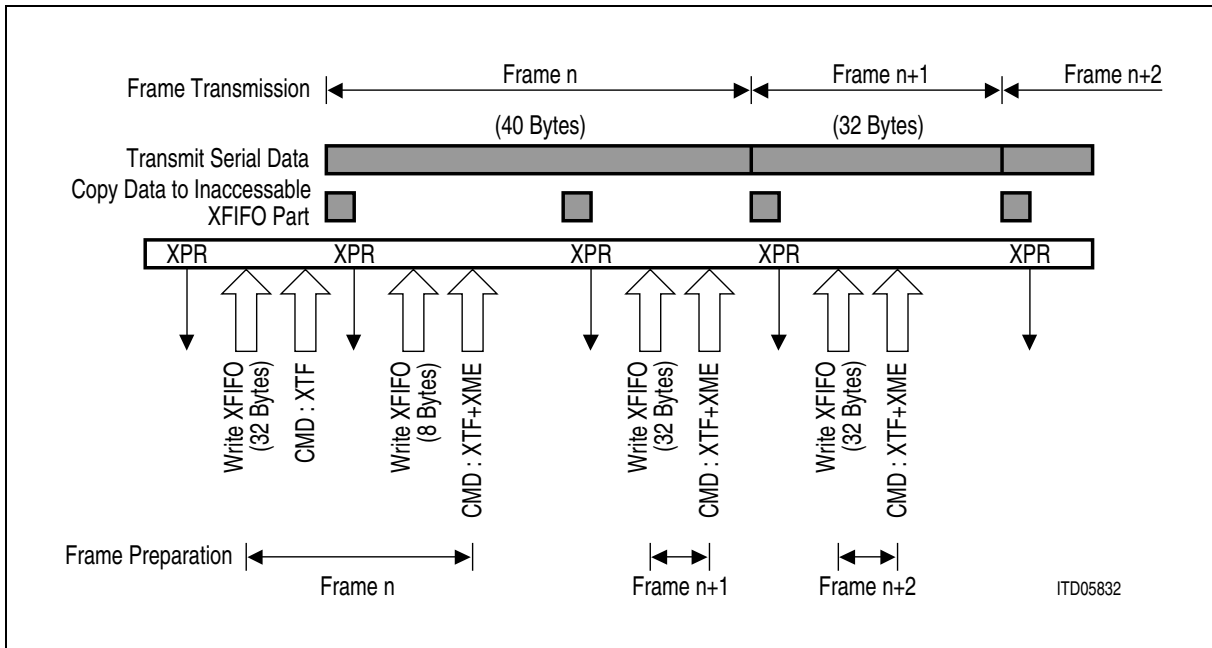 Frame Transmission
Frame n
Frame n+1
Frame n+2
(40 Bytes)
(32 Bytes)
Transmit Serial Data
Copy Data to Inaccessable
XFIFO Part
XPR
XPR
XPR
XPR
XPR
Write XFIFO
(32 Bytes)
CMD : XTF
Write XFIFO
(8 Bytes)
CMD : XTF+XME
Write XFIFO
(32 Bytes)
CMD : XTF+XME
Write XFIFO
(32 Bytes)
CMD : XTF+XME
Frame Preparation
Frame n
Frame n+1
Frame n+2
ITD05832